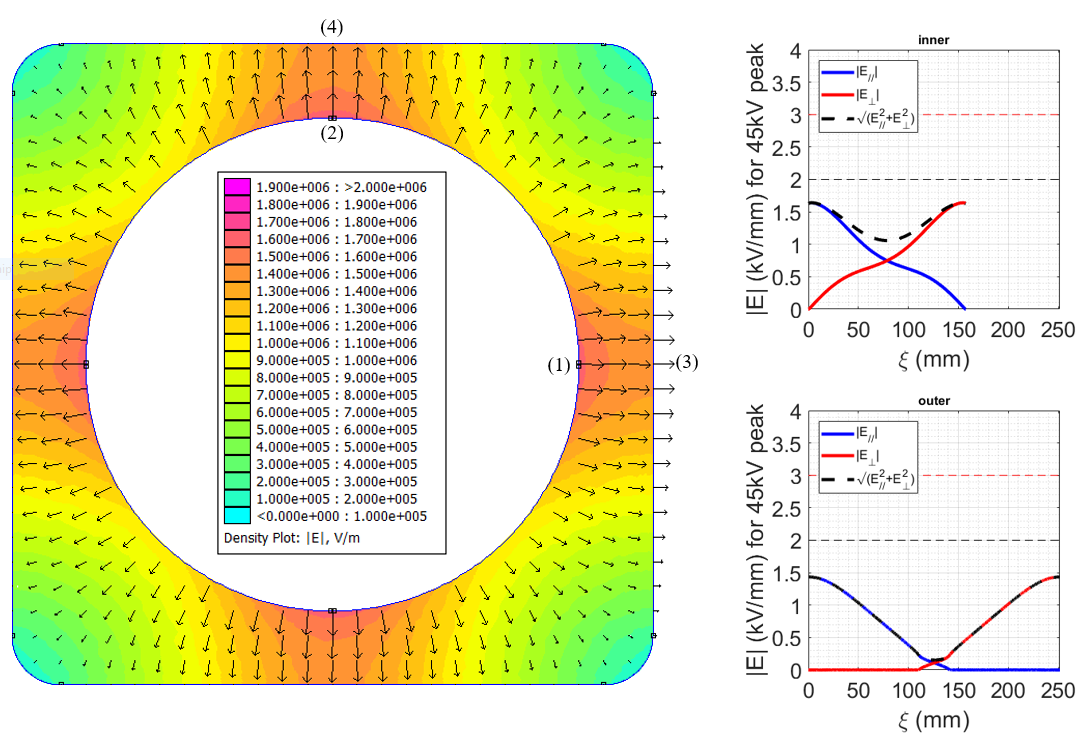 (4)
(2)
(1)
(3)
1.900e+006 : >2.000e+006
1.800e+006 : 1.900e+006
1.700e+006 : 1.800e+006
1.600e+006 : 1.700e+006
1.500e+006 : 1.600e+006
1.400e+006 : 1.500e+006
1.300e+006 : 1.400e+006
1.200e+006 : 1.300e+006
1.100e+006 : 1.200e+006
1.000e+006 : 1.100e+006
9.000e+005 : 1.000e+006
8.000e+005 : 9.000e+005
7.000e+005 : 8.000e+005
6.000e+005 : 7.000e+005
5.000e+005 : 6.000e+005
4.000e+005 : 5.000e+005
3.000e+005 : 4.000e+005
2.000e+005 : 3.000e+005
1.000e+005 : 2.000e+005
<0.000e+000 : 1.000e+005
Density Plot: |E|, V/m
inner
|E| (kV/mm) for 45kV peak
4
3.5
3
2.5
2
1.5
1
0.5
0
|E//|
|E⊥|
√(E²//+E²⊥)
0 50 100 150 200 250
ξ (mm)
outer
|E| (kV/mm) for 45kV peak
4
3.5
3
2.5
2
1.5
1
0.5
0
|E//|
|E⊥|
√(E²//+E²⊥)
0 50 100 150 200 250
ξ (mm)